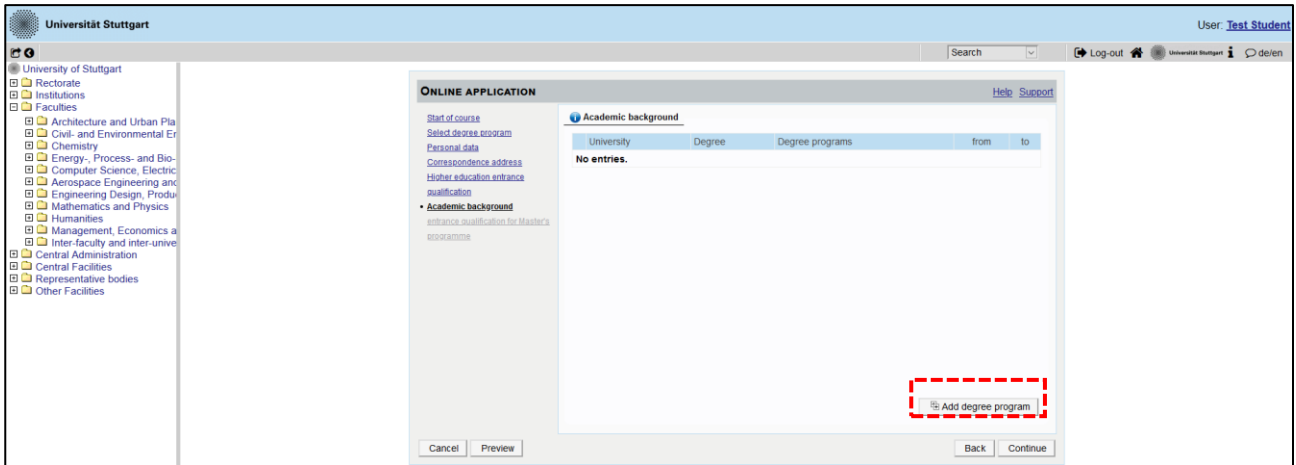 Universität Stuttgart
User: Test Student
Search
Log-out
Universität Stuttgart
de/en
University of Stuttgart
Rectorate
Institutions
Faculties
Architecture and Urban Pla
Civil- and Environmental Er
Chemistry
Energy-, Process- and Bio-
Computer Science, Electric
Aerospace Engineering and
Engineering Design, Produ
Mathematics and Physics
Humanities
Management, Economics a
Inter-faculty and inter-unive
Central Administration
Central Facilities
Representative bodies
Other Facilities
ONLINE APPLICATION
Help Support
Start of course
Select degree program
Personal data
Correspondence address
Higher education entrance
qualification
Academic background
entrance qualification for Master's
programme
Academic background
University Degree Degree programs from to
No entries.
Add degree program
Cancel Preview Back Continue